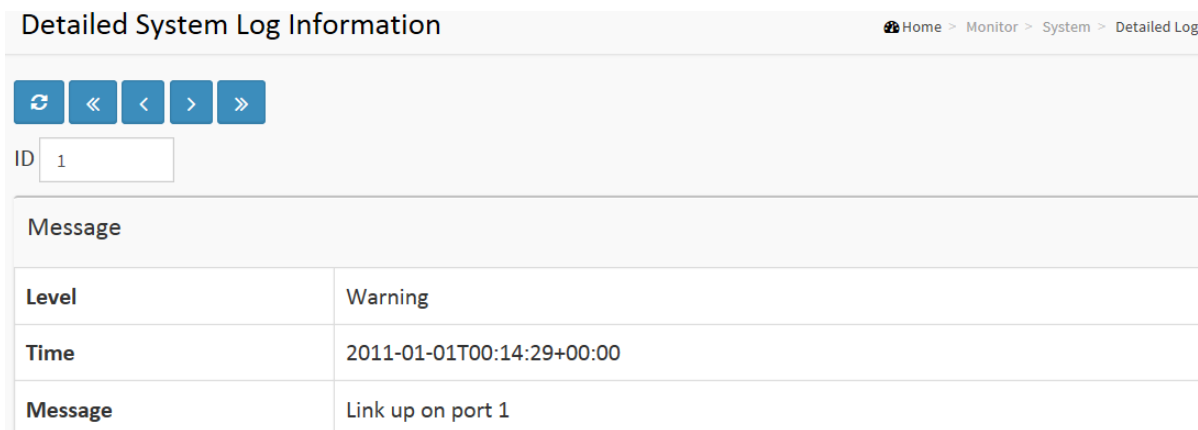 Detailed System Log Information
Home > Monitor > System > Detailed Log
ID 1
Message
Level Warning
Time 2011-01-01T00:14:29+00:00
Message Link up on port 1